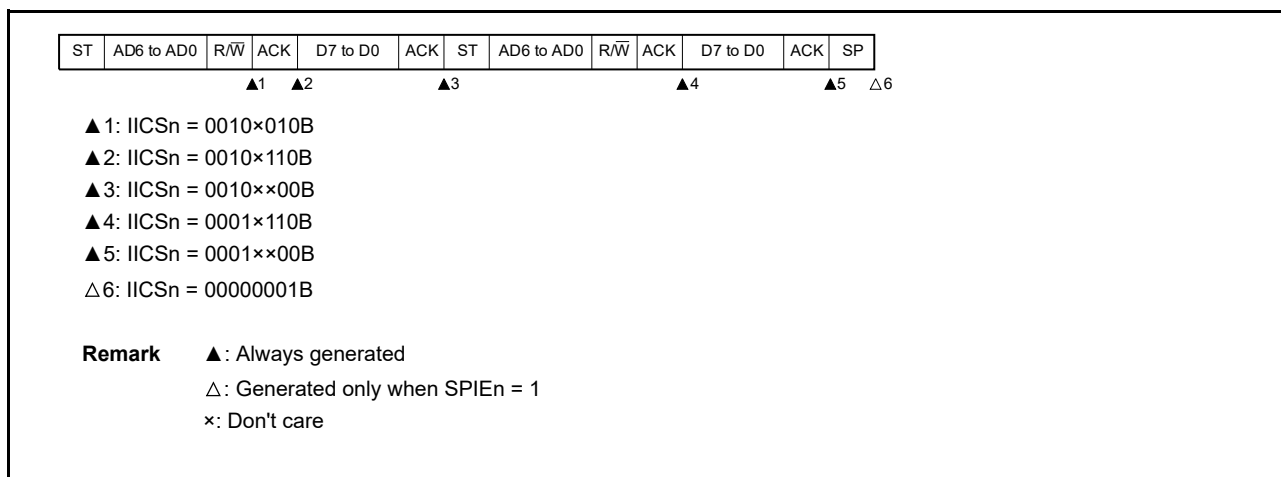 ST AD6 to AD0 R/W̅ ACK D7 to D0 ACK ST AD6 to AD0 R/W̅ ACK D7 to D0 ACK SP
▲1 ▲2 ▲3 ▲4 ▲5 △6
▲1: IICSn = 0010×010B
▲2: IICSn = 0010×110B
▲3: IICSn = 0010××00B
▲4: IICSn = 0001×110B
▲5: IICSn = 0001××00B
△6: IICSn = 00000001B
Remark ▲: Always generated
△: Generated only when SPIEn = 1
×: Don't care